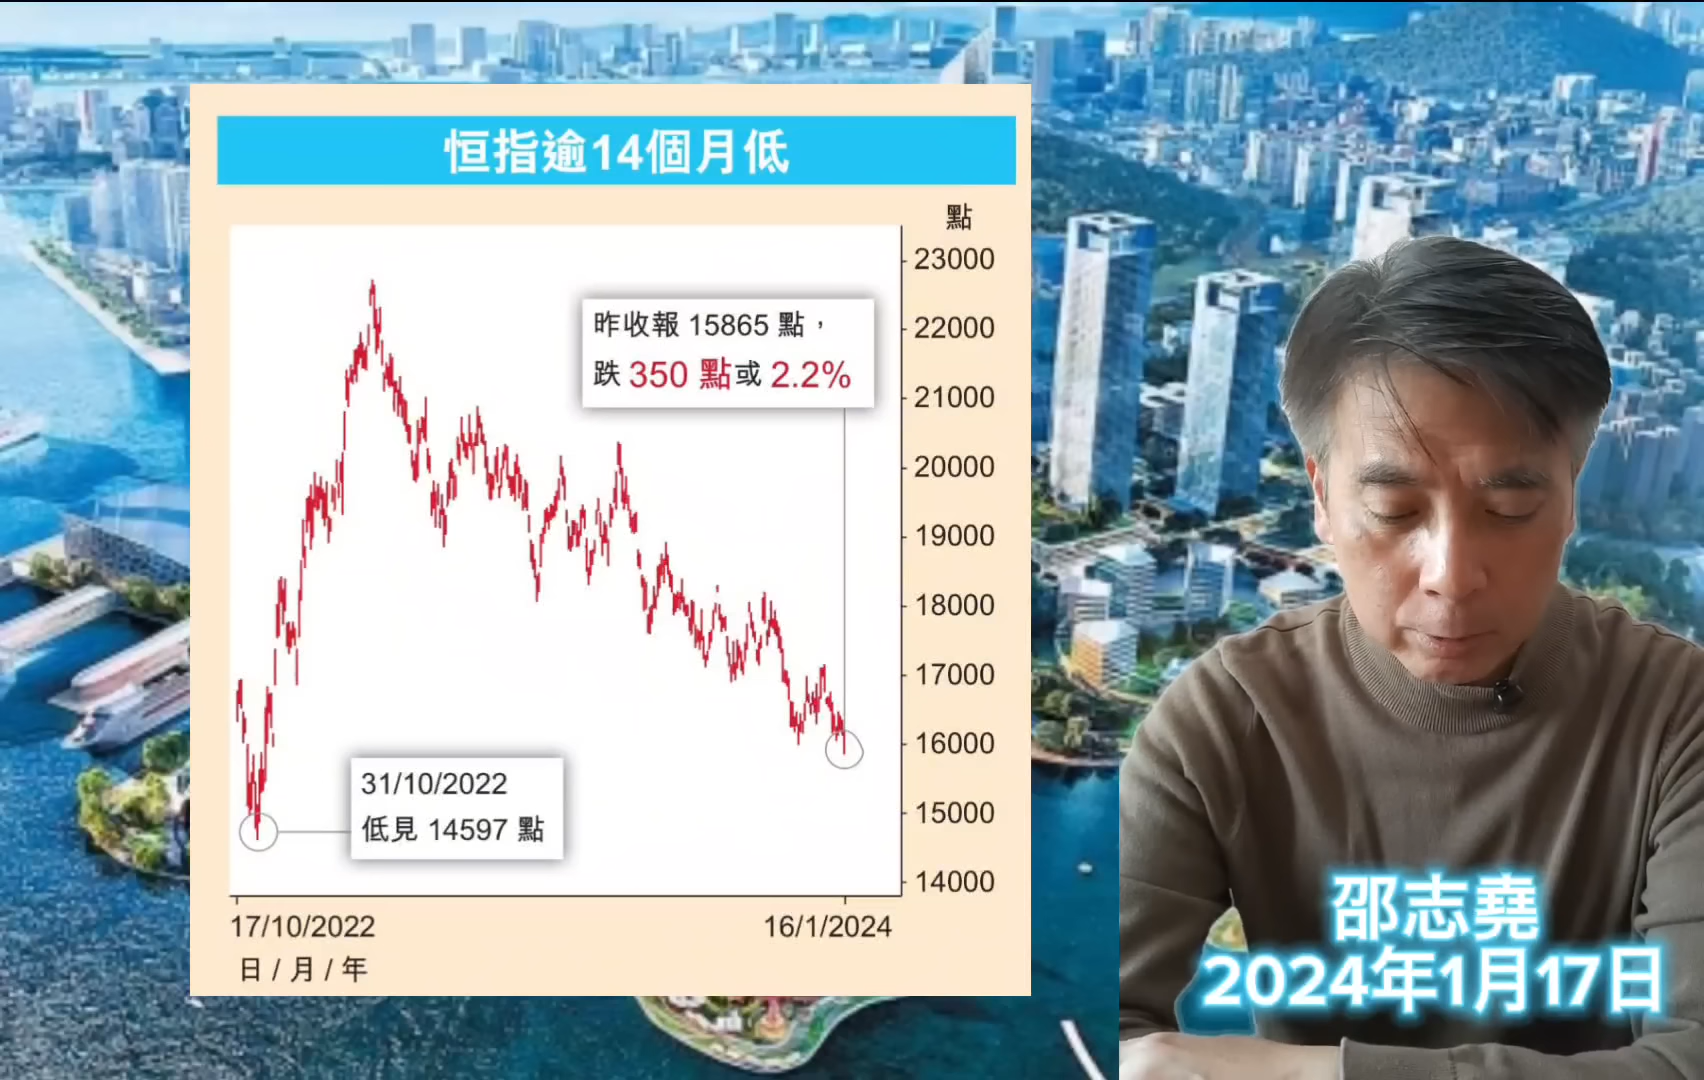 恒指逾14個月低
點
23000
22000
21000
20000
19000
18000
17000
16000
15000
14000
昨收報 15865 點，
跌 350 點或 2.2%
31/10/2022
低見 14597 點
17/10/2022
16/1/2024
日 / 月 / 年
邵志堯
2024年1月17日